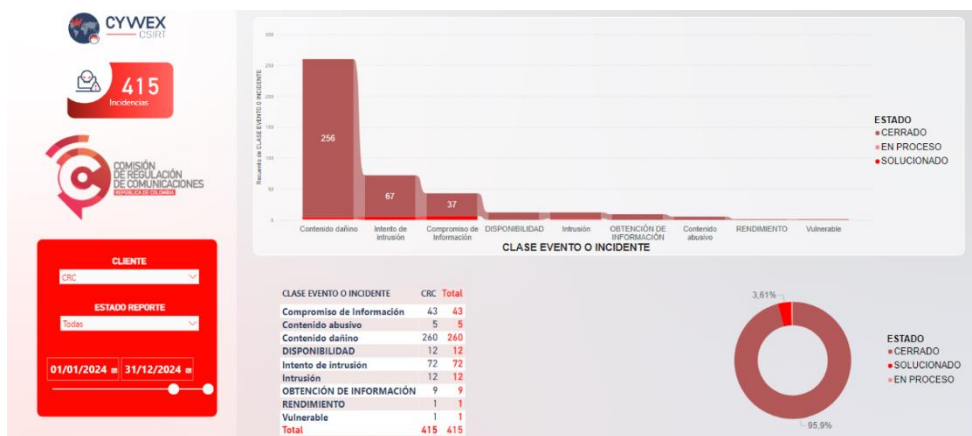 CYWEX
CSIRT
415
Incidencias
COMISIÓN
DE REGULACIÓN
DE COMUNICACIONES
REPÚBLICA DE COLOMBIA
CLIENTE
CRC
ESTADO REPORTE
Todas
01/01/2024 31/12/2024
Recuento de CLASE EVENTO O INCIDENTE
300
250
200
150
100
50
0
256
67
37
Contenido dañino
Intento de intrusión
Compromiso de Información
DISPONIBILIDAD
Intrusión
OBTENCIÓN DE INFORMACIÓN
Contenido abusivo
RENDIMIENTO
Vulnerable
CLASE EVENTO O INCIDENTE
ESTADO
CERRADO
EN PROCESO
SOLUCIONADO
CLASE EVENTO O INCIDENTE CRC Total
Compromiso de Información 43 43
Contenido abusivo 5 5
Contenido dañino 260 260
DISPONIBILIDAD 12 12
Intento de intrusión 72 72
Intrusión 12 12
OBTENCIÓN DE INFORMACIÓN 9 9
RENDIMIENTO 1 1
Vulnerable 1 1
Total 415 415
3,61%
95,9%
ESTADO
CERRADO
SOLUCIONADO
EN PROCESO